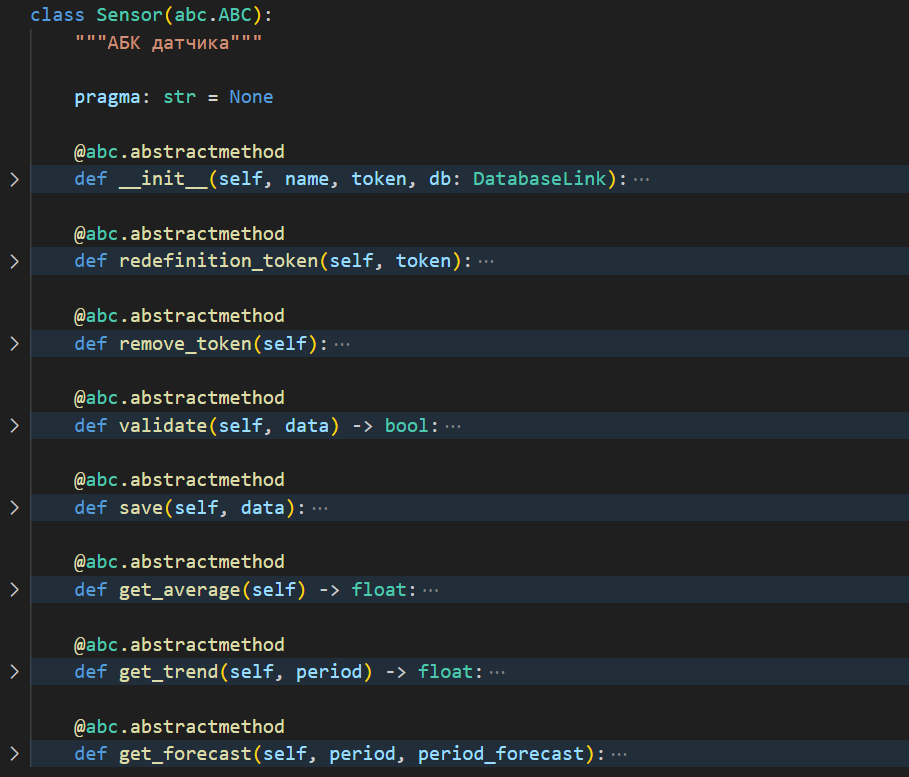 class Sensor(abc.ABC):
"""АБК датчика"""
pragma: str = None
@abc.abstractmethod
def __init__(self, name, token, db: DatabaseLink):···
@abc.abstractmethod
def redefinition_token(self, token):···
@abc.abstractmethod
def remove_token(self):···
@abc.abstractmethod
def validate(self, data) -> bool:···
@abc.abstractmethod
def save(self, data):···
@abc.abstractmethod
def get_average(self) -> float:···
@abc.abstractmethod
def get_trend(self, period) -> float:···
@abc.abstractmethod
def get_forecast(self, period, period_forecast):···